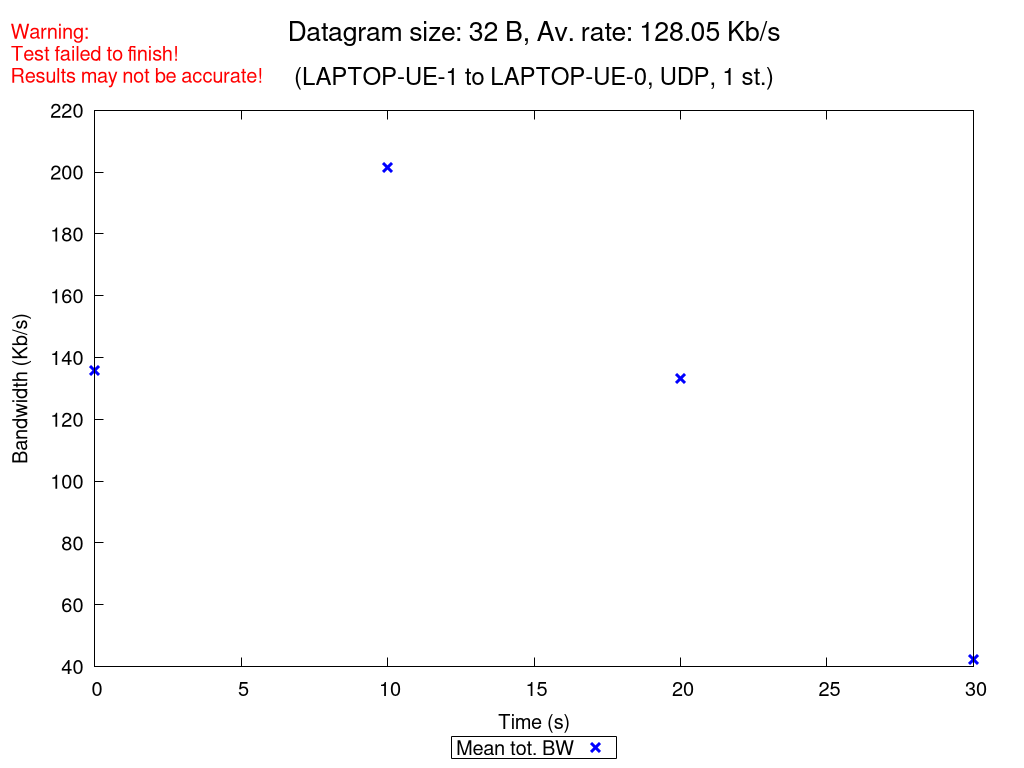 Warning:
Test failed to finish!
Results may not be accurate!
Datagram size: 32 B, Av. rate: 128.05 Kb/s
(LAPTOP-UE-1 to LAPTOP-UE-0, UDP, 1 st.)
220
200
180
160
140
120
100
80
60
40
Bandwidth (Kb/s)
0 5 10 15 20 25 30
Time (s)
Mean tot. BW